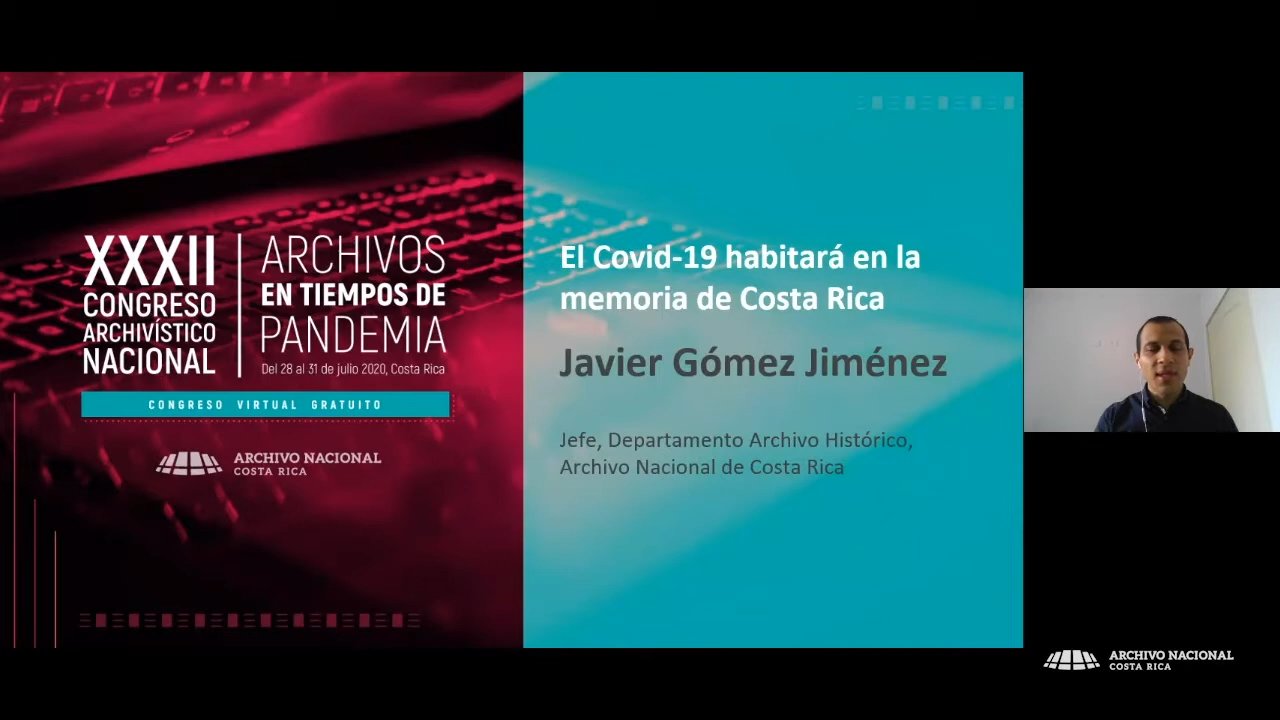 XXXII
CONGRESO
ARCHIVÍSTICO
NACIONAL
ARCHIVOS
EN TIEMPOS DE
PANDEMIA
Del 28 al 31 de julio 2020, Costa Rica
CONGRESO VIRTUAL GRATUITO
ARCHIVO NACIONAL
COSTA RICA
El Covid-19 habitará en la
memoria de Costa Rica
Javier Gómez Jiménez
Jefe, Departamento Archivo Histórico,
Archivo Nacional de Costa Rica
ARCHIVO NACIONAL
COSTA RICA